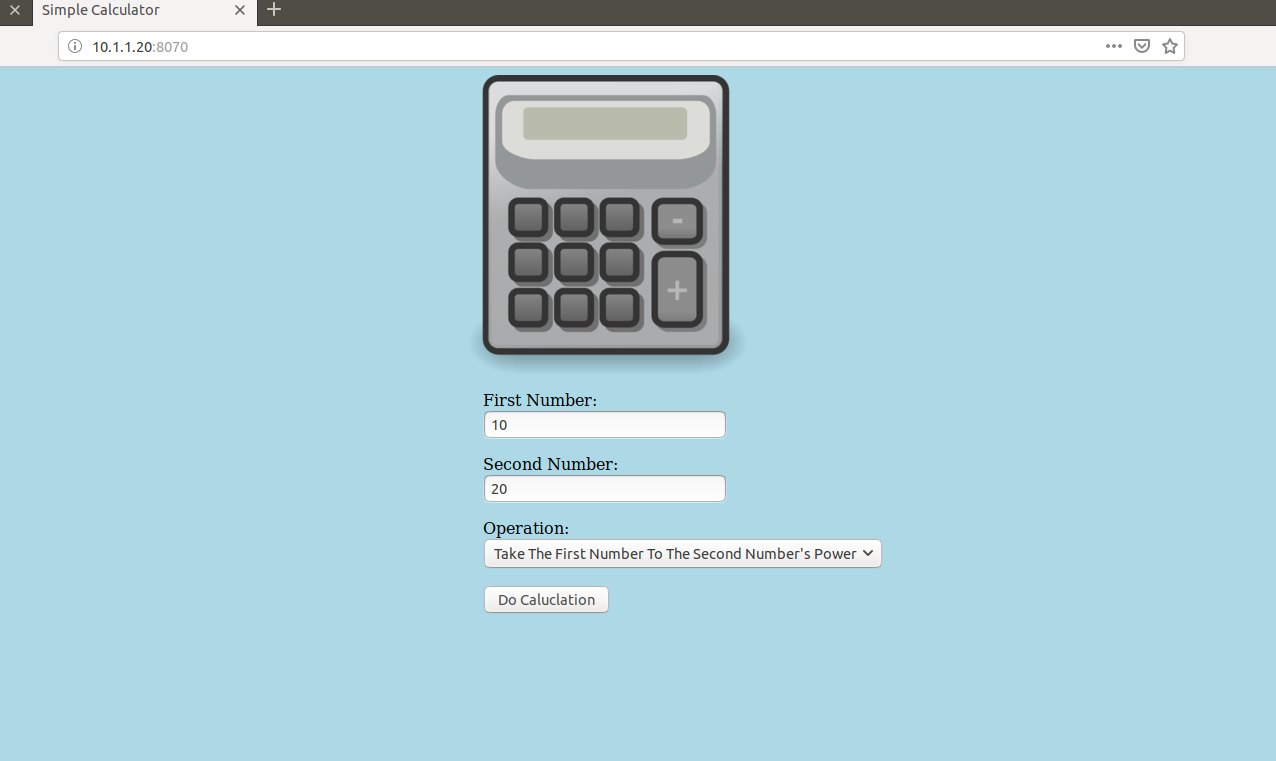 Simple Calculator
10.1.1.20:8070
-
+
First Number:
10
Second Number:
20
Operation:
Take The First Number To The Second Number's Power
Do Caluclation